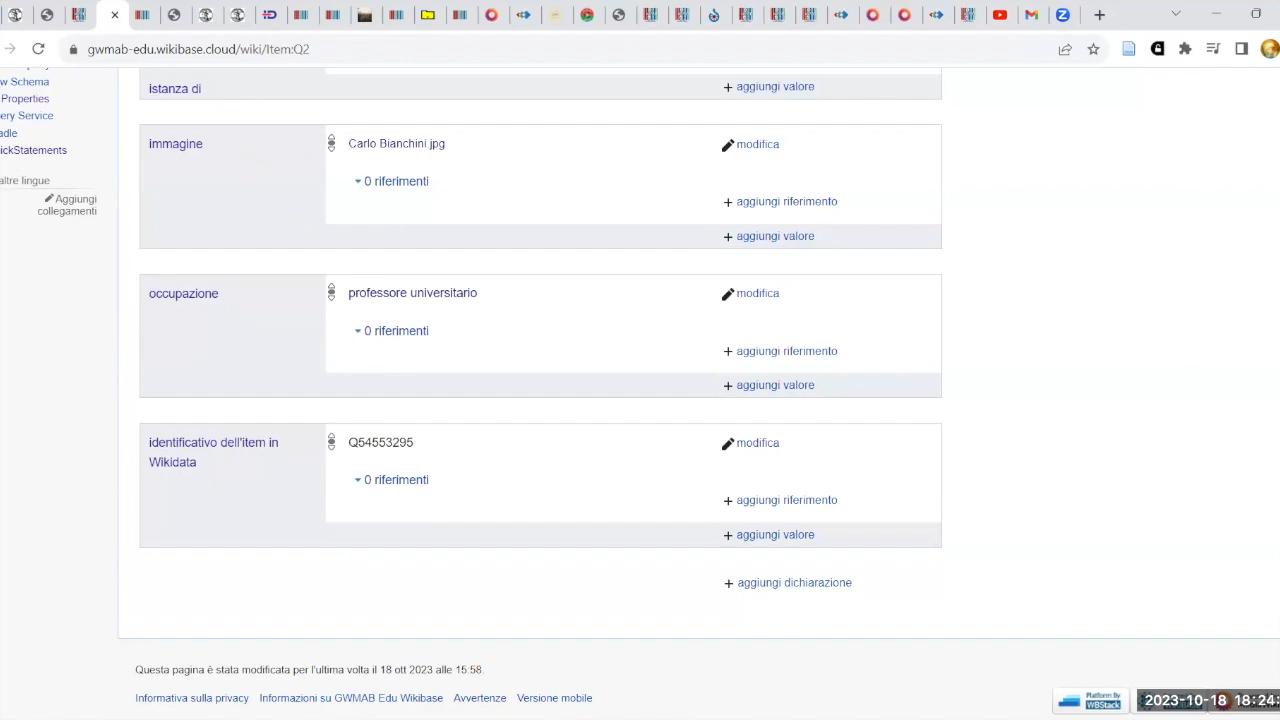 gwmab-edu.wikibase.cloud/wiki/Item:Q2
w Schema
Properties
ery Service
adle
ickStatements
altre lingue
Aggiungi
collegamenti
istanza di
+ aggiungi valore
immagine
Carlo Bianchini.jpg
modifica
0 riferimenti
+ aggiungi riferimento
+ aggiungi valore
occupazione
professore universitario
modifica
0 riferimenti
+ aggiungi riferimento
+ aggiungi valore
identificativo dell'item in
Wikidata
Q54553295
modifica
0 riferimenti
+ aggiungi riferimento
+ aggiungi valore
+ aggiungi dichiarazione
Questa pagina è stata modificata per l'ultima volta il 18 ott 2023 alle 15:58.
Informativa sulla privacy Informazioni su GWMAB Edu Wikibase Avvertenze Versione mobile
Platform By
WBStack
2023-10-18 18:24: